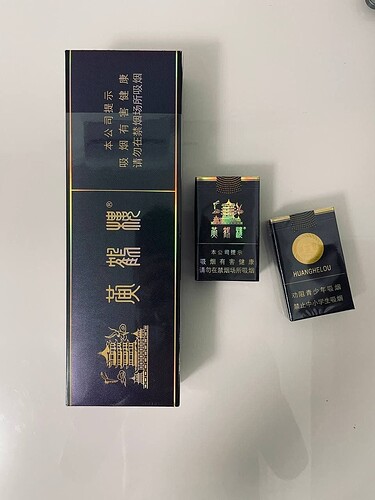 本公司提示
吸烟有害健康
请勿在禁烟场所吸烟
黄鹤楼®
黄鹤楼
本公司提示
吸烟有害健康
请勿在禁烟场所吸烟
HUANGHELOU
劝阻青少年吸烟
禁止中小学生吸烟